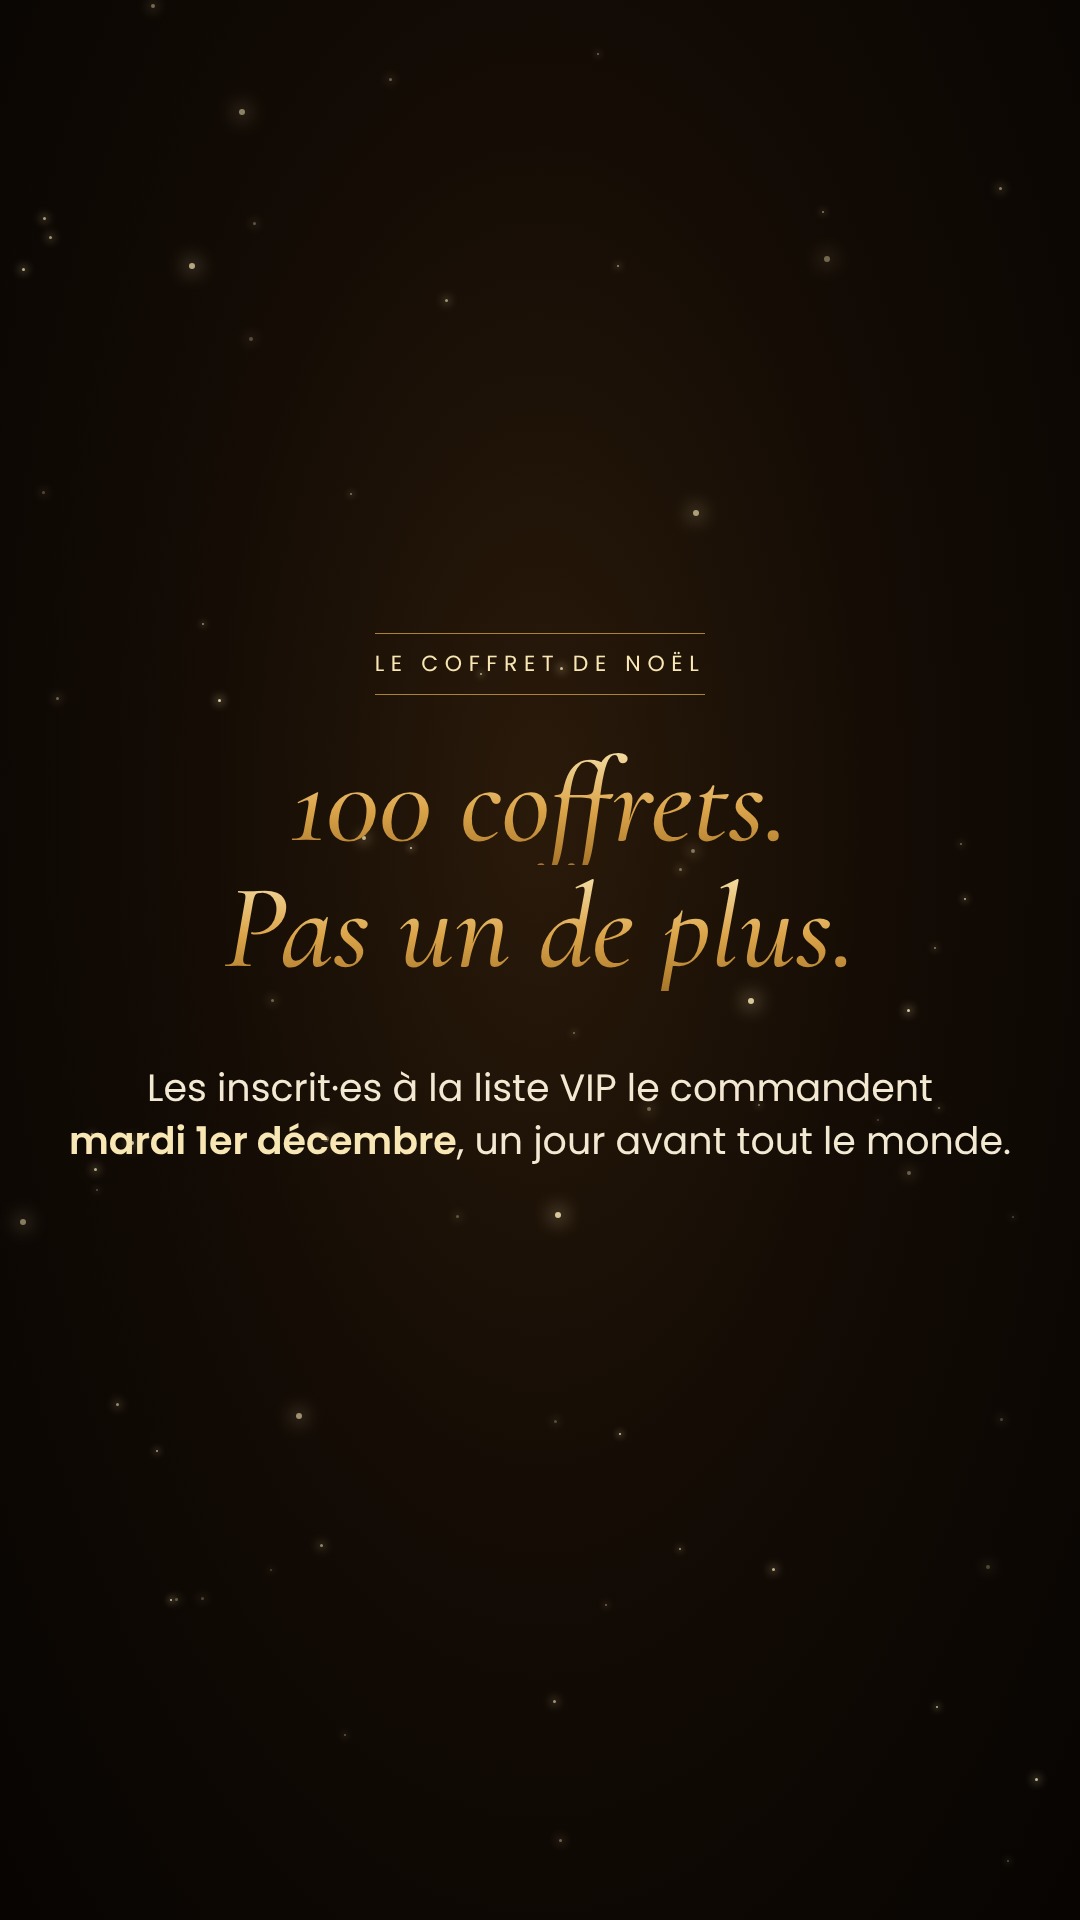 LE COFFRET DE NOËL
100 coffrets.
Pas un de plus.
Les inscrit·es à la liste VIP le commandent
mardi 1er décembre, un jour avant tout le monde.